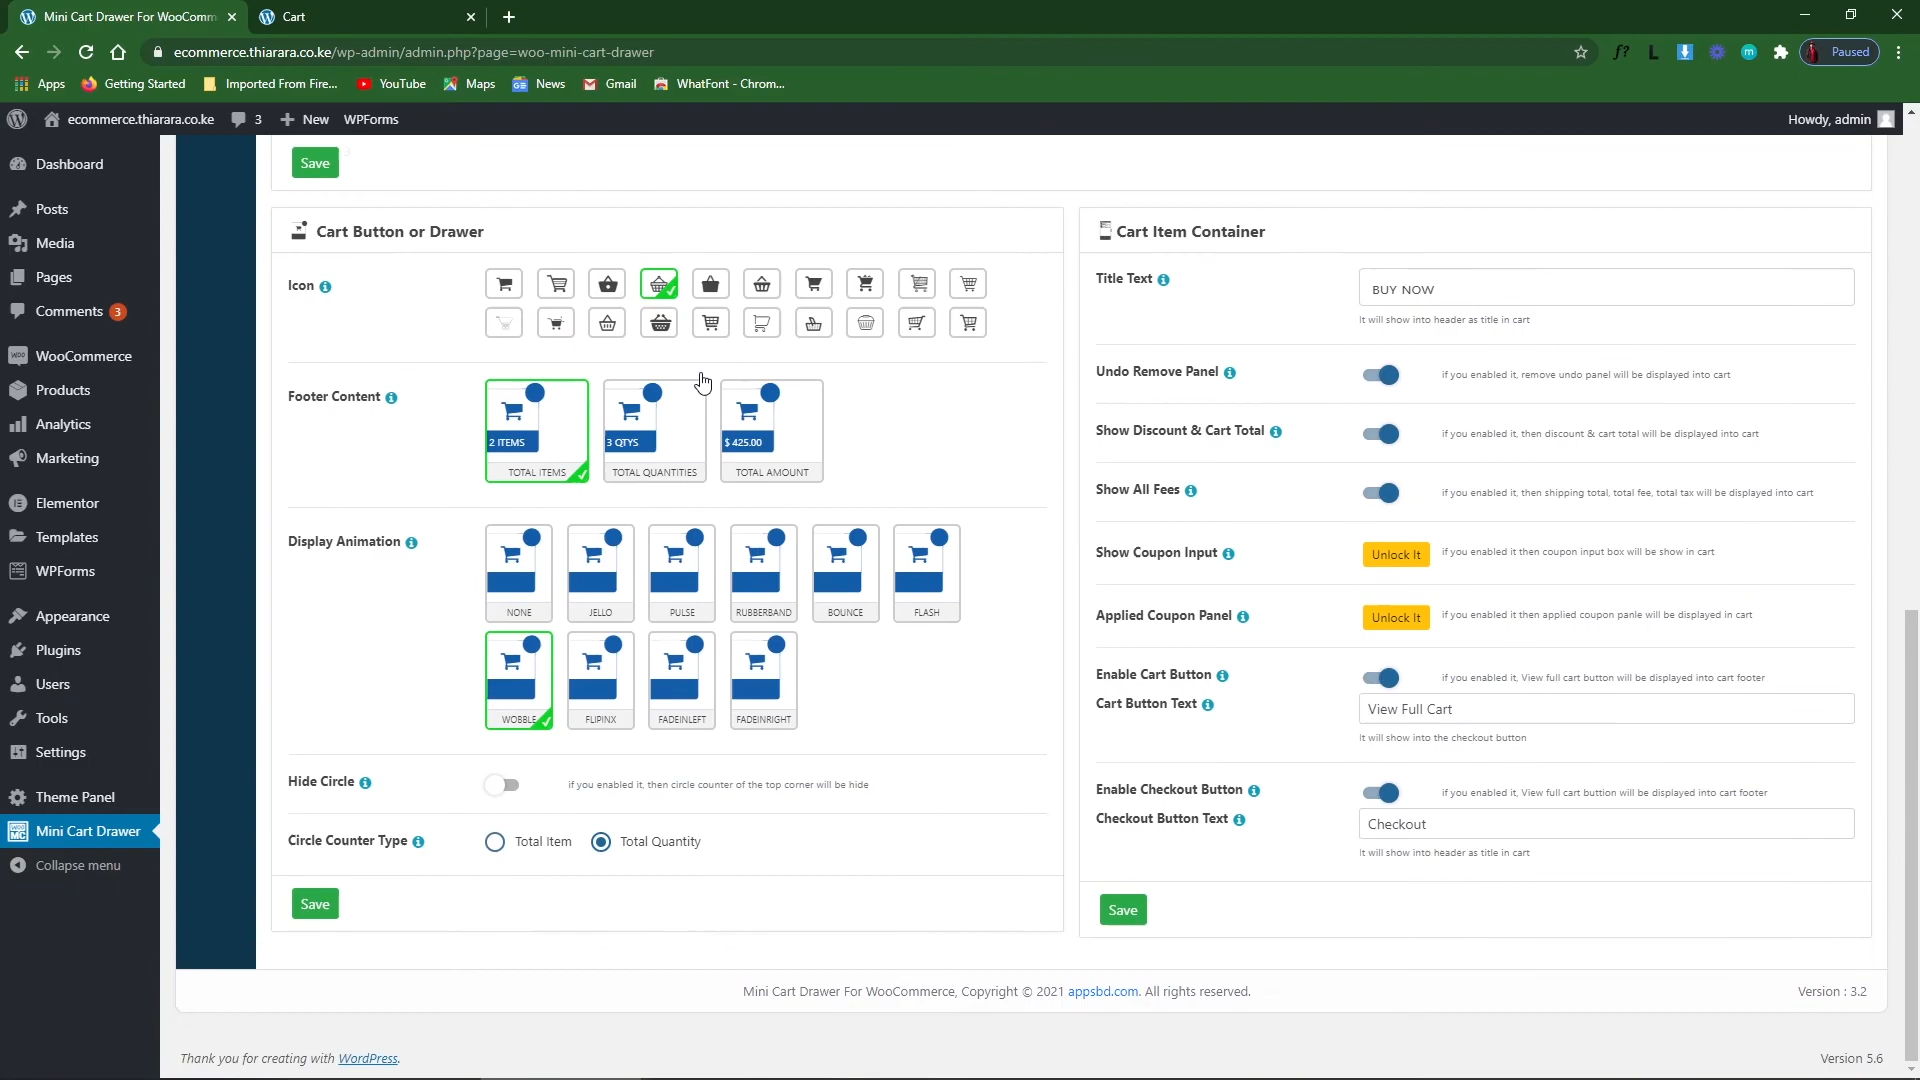 Mini Cart Drawer For WooComm
Cart
ecommerce.thiarara.co.ke/wp-admin/admin.php?page=woo-mini-cart-drawer
f?
L
m
Paused
Apps
Getting Started
Imported From Fire...
YouTube
Maps
News
Gmail
WhatFont - Chrom...
ecommerce.thiarara.co.ke
3
New
WPForms
Howdy, admin
Dashboard
Posts
Media
Pages
Comments 3
WooCommerce
Products
Analytics
Marketing
Elementor
Templates
WPForms
Appearance
Plugins
Users
Tools
Settings
Theme Panel
Mini Cart Drawer
Collapse menu
Save
Cart Button or Drawer
Icon
Footer Content
2 ITEMS
TOTAL ITEMS
3 QTYS
TOTAL QUANTITIES
$ 425.00
TOTAL AMOUNT
Display Animation
NONE
JELLO
PULSE
RUBBERBAND
BOUNCE
FLASH
WOBBLE
FLIPINX
FADEINLEFT
FADEINRIGHT
Hide Circle
if you enabled it, then circle counter of the top corner will be hide
Circle Counter Type
Total Item
Total Quantity
Save
Cart Item Container
Title Text
BUY NOW
It will show into header as title in cart
Undo Remove Panel
if you enabled it, remove undo panel will be displayed into cart
Show Discount & Cart Total
if you enabled it, then discount & cart total will be displayed into cart
Show All Fees
if you enabled it, then shipping total, total fee, total tax will be displayed into cart
Show Coupon Input
Unlock It
if you enabled it then coupon input box will be show in cart
Applied Coupon Panel
Unlock It
if you enabled it then applied coupon panle will be displayed in cart
Enable Cart Button
if you enabled it, View full cart button will be displayed into cart footer
Cart Button Text
View Full Cart
It will show into the checkout button
Enable Checkout Button
if you enabled it, View full cart buttion will be displayed into cart footer
Checkout Button Text
Checkout
It will show into header as title in cart
Save
Mini Cart Drawer For WooCommerce, Copyright © 2021 appsbd.com. All rights reserved.
Version : 3.2
Thank you for creating with WordPress.
Version 5.6